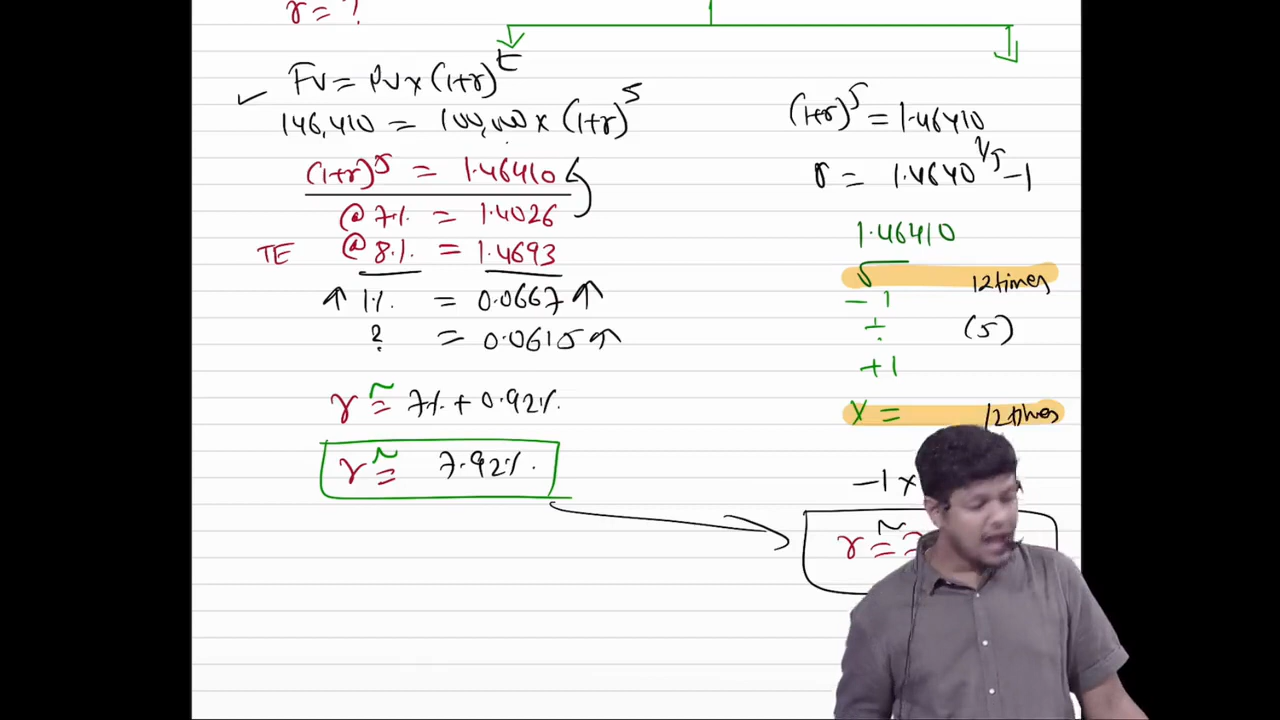 r = ?
FV = PV x (1+r)^t
146,410 = 100,000 x (1+r)^5
(1+r)^5 = 1.46410
@ 7% = 1.4026
TE @ 8% = 1.4693
↑ 1% = 0.0667 ↑
? = 0.0615 ↑
r ≅ 7% + 0.92%
r ≅ 7.92%
(1+r)^5 = 1.46410
r = 1.4640^1/5 - 1
1.46410
√ 12 times
- 1
÷ (5)
+1
x = 12 times
-1 x
r ≅